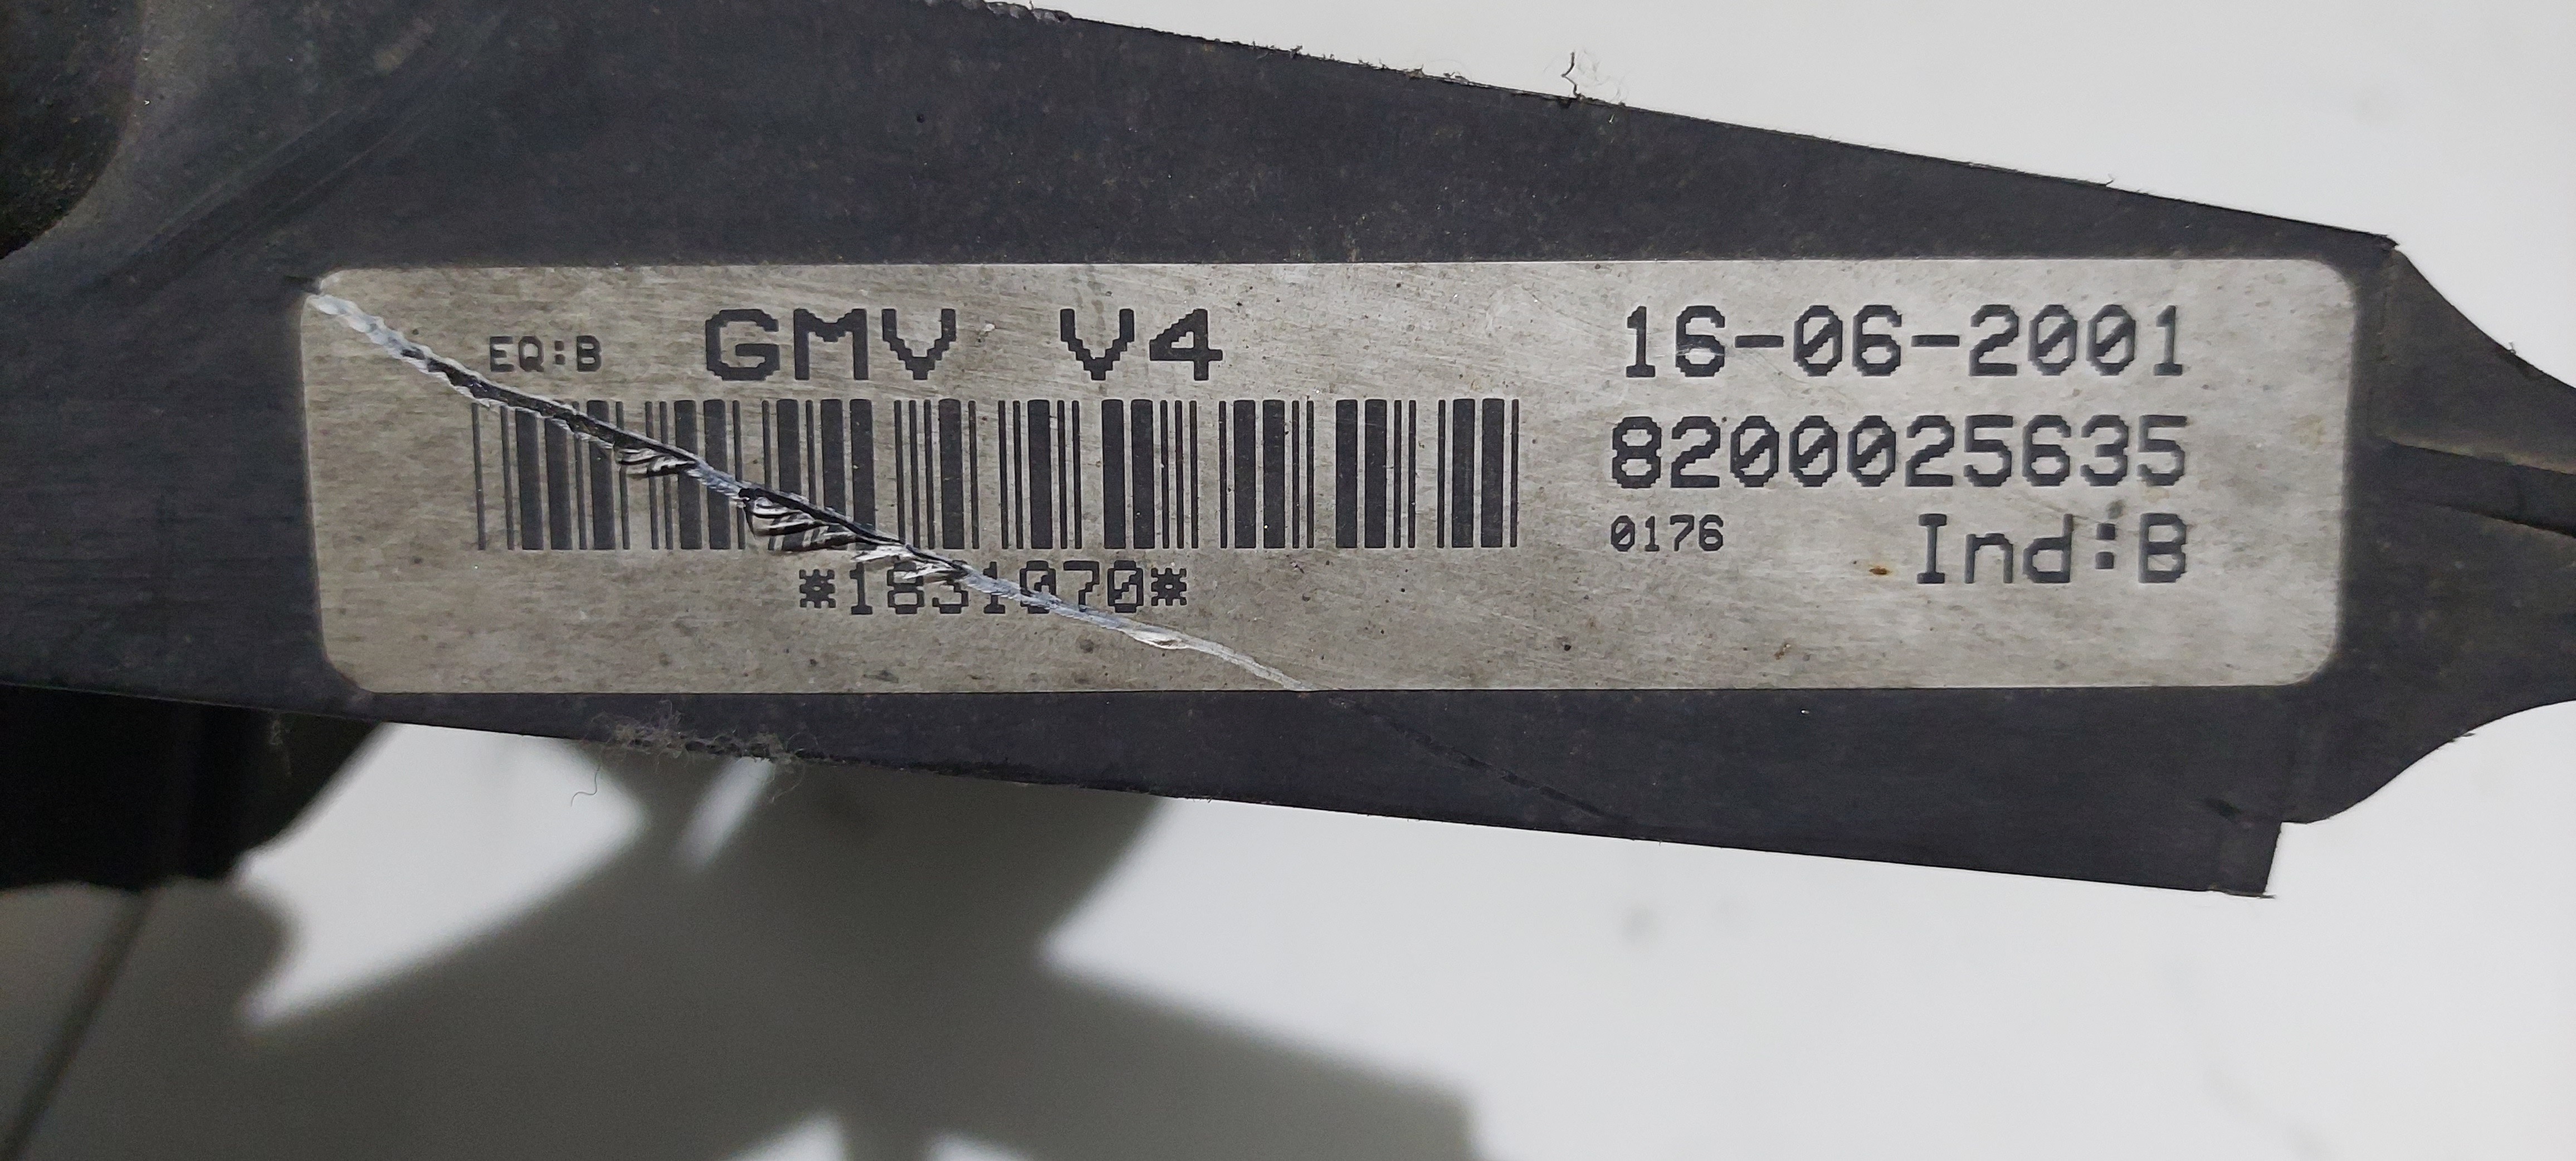 EQ:B GMV V4
*1831070*
16-06-2001
8200025635
0176 Ind:B